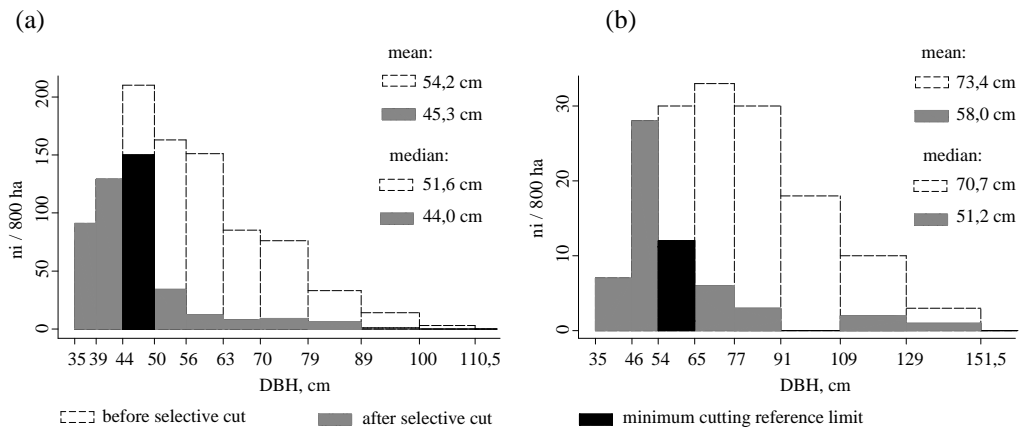 (a)
mean:
54,2 cm
45,3 cm
median:
51,6 cm
44,0 cm
ni / 800 ha
0 50 100 150 200
35 39 44 50 56 63 70 79 89 100 110,5
DBH, cm
(b)
mean:
73,4 cm
58,0 cm
median:
70,7 cm
51,2 cm
ni / 800 ha
0 10 20 30
35 46 54 65 77 91 109 129 151,5
DBH, cm
before selective cut after selective cut minimum cutting reference limit